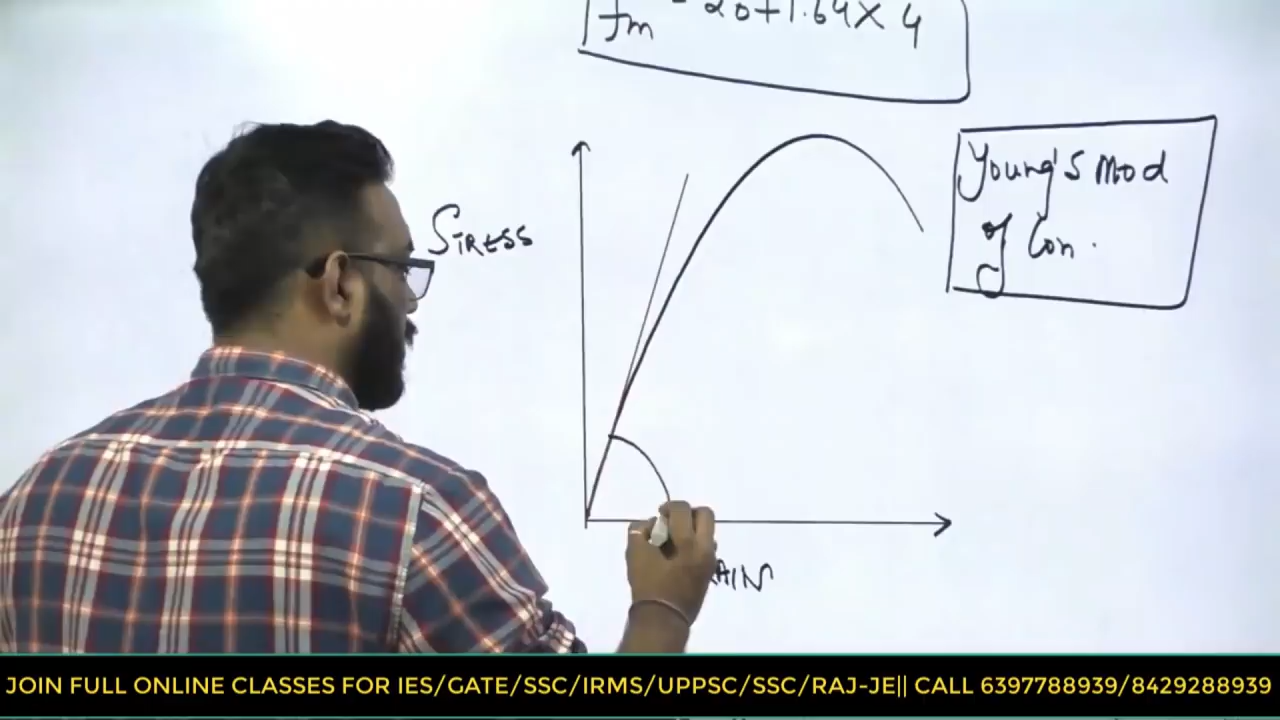 fm = 20+1.64× 4
Young's Mod
of Con.
STRESS
AIN
JOIN FULL ONLINE CLASSES FOR IES/GATE/SSC/IRMS/UPPSC/SSC/RAJ-JE|| CALL 6397788939/8429288939